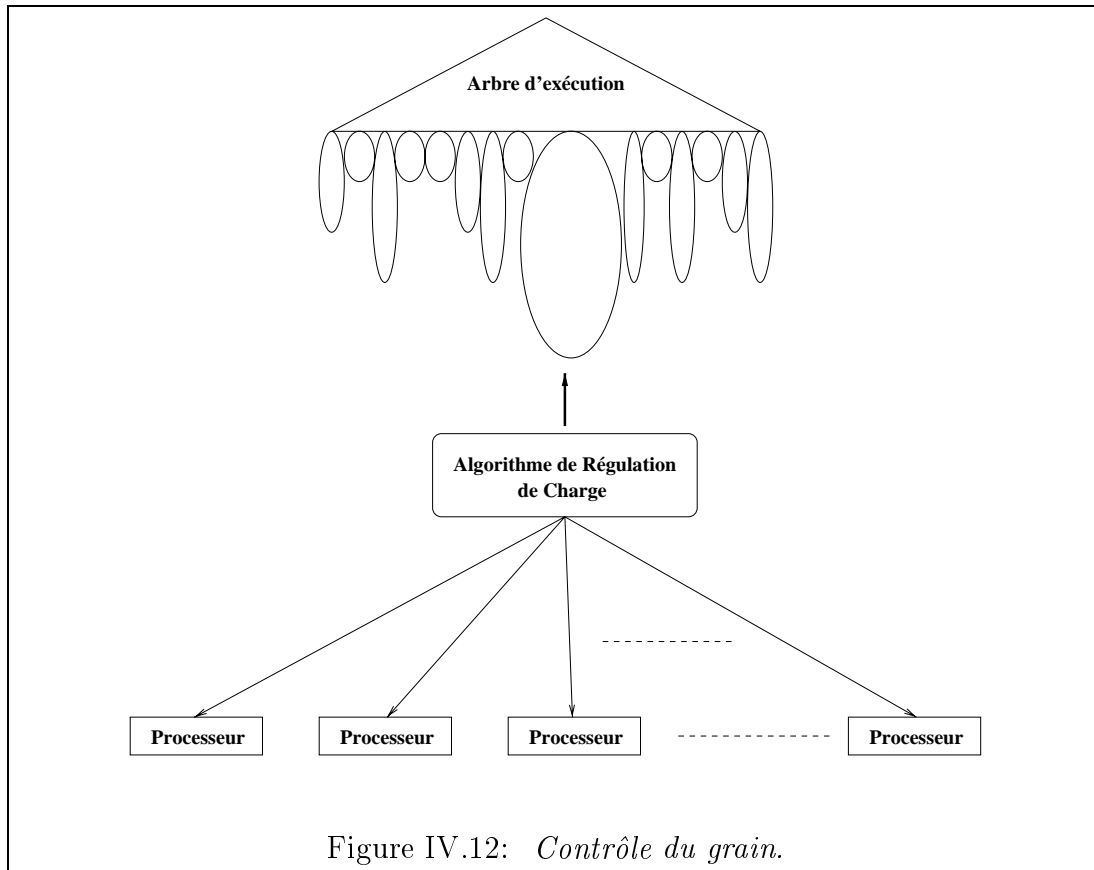 Arbre d'exécution
Algorithme de Régulation
de Charge
Processeur Processeur Processeur Processeur
Figure IV.12: Contrôle du grain.